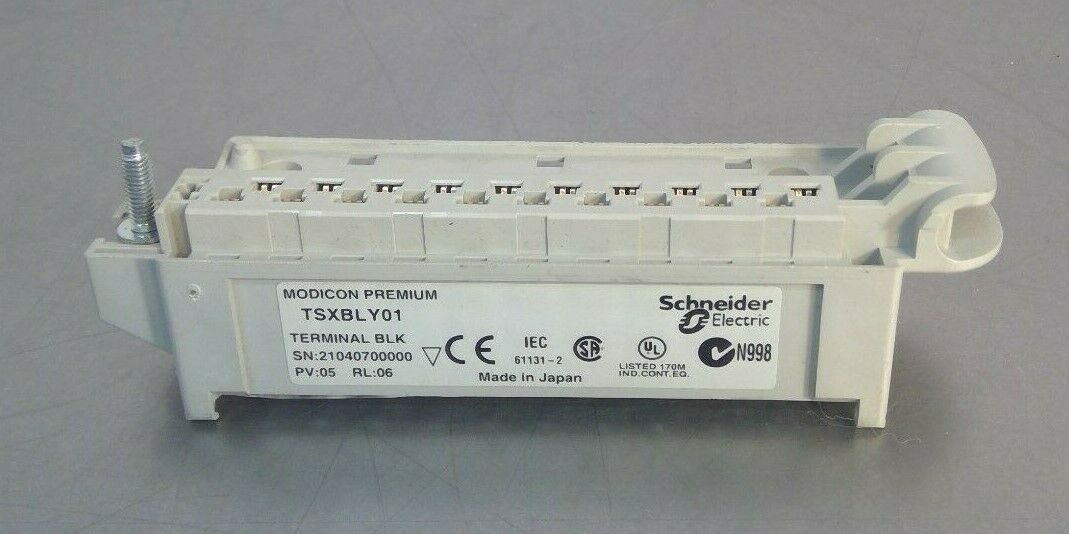 MODICON PREMIUM
TSXBLY01
TERMINAL BLK
SN:21040700000
PV:05 RL:06
CE
IEC
61131-2
SA
UL
LISTED 170M
IND.CONT.EQ.
Made in Japan
Schneider
Electric
N998